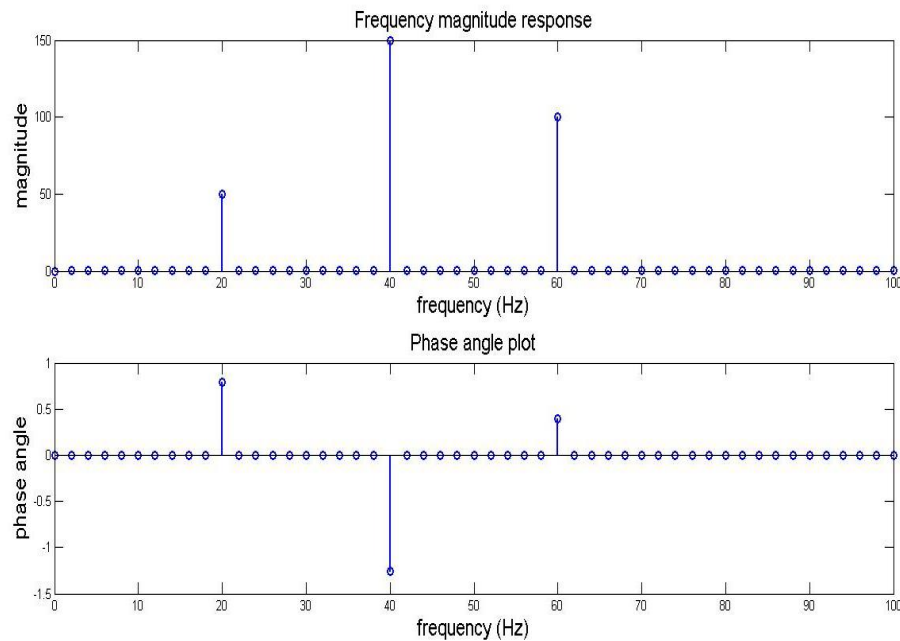 Frequency magnitude response
150
100
50
0
magnitude
0 10 20 30 40 50 60 70 80 90 100
frequency (Hz)
Phase angle plot
1
0.5
0
-0.5
-1
-1.5
phase angle
0 10 20 30 40 50 60 70 80 90 100
frequency (Hz)